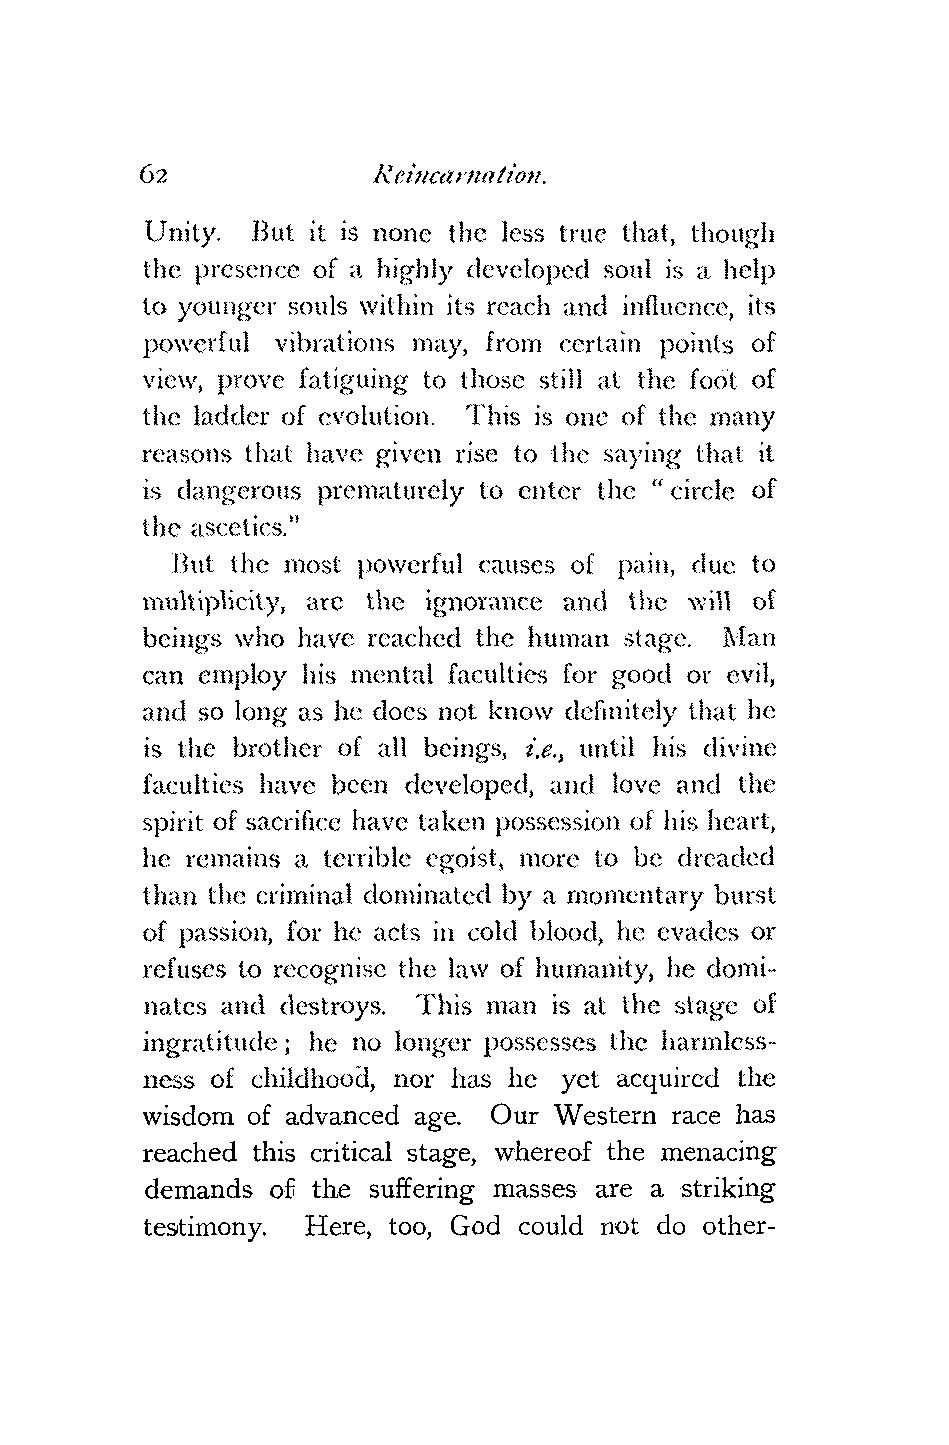 62 Reincarnation.
Unity. But it is none the less true that, though
the presence of a highly developed soul is a help
to younger souls within its reach and influence, its
powerful vibrations may, from certain points of
view, prove fatiguing to those still at the foot of
the ladder of evolution. This is one of the many
reasons that have given rise to the saying that it
is dangerous prematurely to enter the “circle of
the ascetics.”
But the most powerful causes of pain, due to
multiplicity, are the ignorance and the will of
beings who have reached the human stage. Man
can employ his mental faculties for good or evil,
and so long as he does not know definitely that he
is the brother of all beings, i.e., until his divine
faculties have been developed, and love and the
spirit of sacrifice have taken possession of his heart,
he remains a terrible egoist, more to be dreaded
than the criminal dominated by a momentary burst
of passion, for he acts in cold blood, he evades or
refuses to recognise the law of humanity, he domi-
nates and destroys. This man is at the stage of
ingratitude; he no longer possesses the harmless-
ness of childhood, nor has he yet acquired the
wisdom of advanced age. Our Western race has
reached this critical stage, whereof the menacing
demands of the suffering masses are a striking
testimony. Here, too, God could not do other-